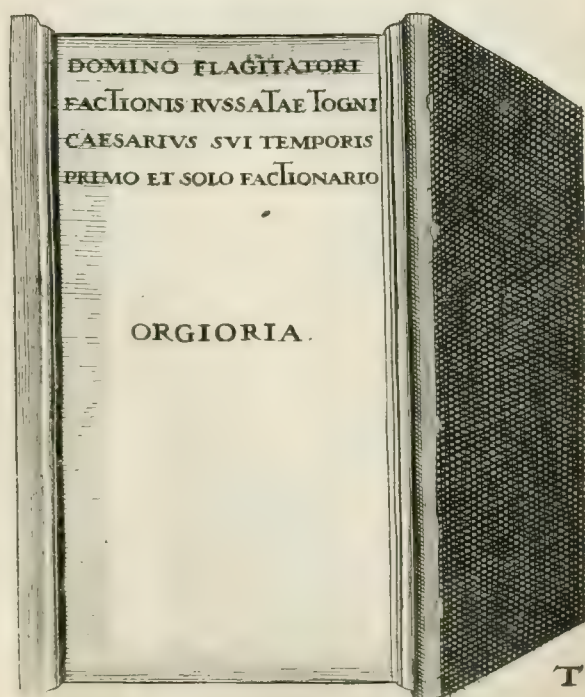 DOMINO FLAGITATORI
FACTIONIS RVSSATAE TOGNI
CAESARIVS SVI TEMPORIS
PRIMO ET SOLO FACTIONARIO
ORGIORIA.
T